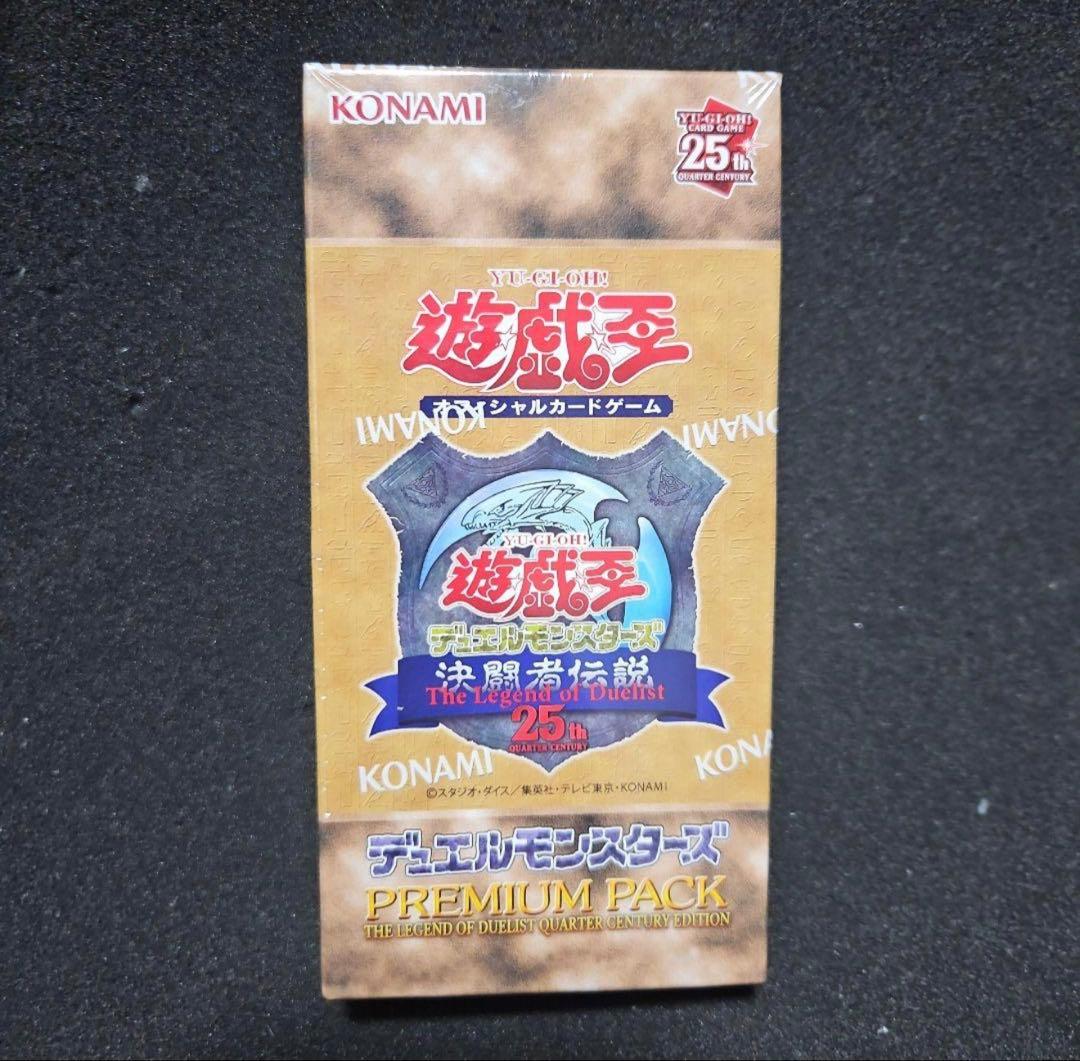 KONAMI
YU-GI-OH!
CARD GAME
25th
QUARTER CENTURY
YU-GI-OH!
遊☆戯☆王
オフィシャルカードゲーム
KONAMI
KONAMI
YU-GI-OH!
遊☆戯☆王
デュエルモンスターズ
決闘者伝説
The Legend of Duelist
25th
QUARTER CENTURY
KONAMI
KONA
©スタジオ・ダイス/集英社・テレビ東京・KONAMI
デュエルモンスターズ
PREMIUM PACK
THE LEGEND OF DUELIST QUARTER CENTURY EDITION